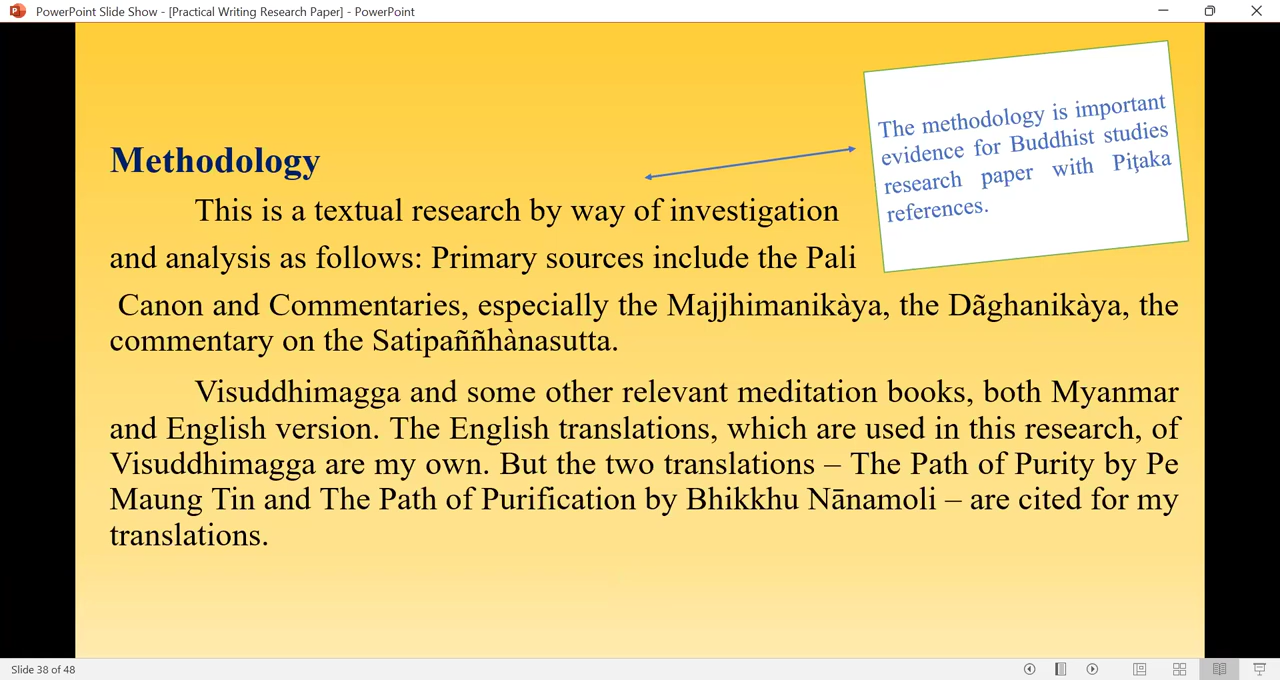 PowerPoint Slide Show - [Practical Writing Research Paper] - PowerPoint
The methodology is important
evidence for Buddhist studies
research paper with Piţaka
references.
Methodology
This is a textual research by way of investigation
and analysis as follows: Primary sources include the Pali
Canon and Commentaries, especially the Majjhimanikàya, the Dãghanikàya, the
commentary on the Satipaññhànasutta.
Visuddhimagga and some other relevant meditation books, both Myanmar
and English version. The English translations, which are used in this research, of
Visuddhimagga are my own. But the two translations – The Path of Purity by Pe
Maung Tin and The Path of Purification by Bhikkhu Nānamoli – are cited for my
translations.
Slide 38 of 48